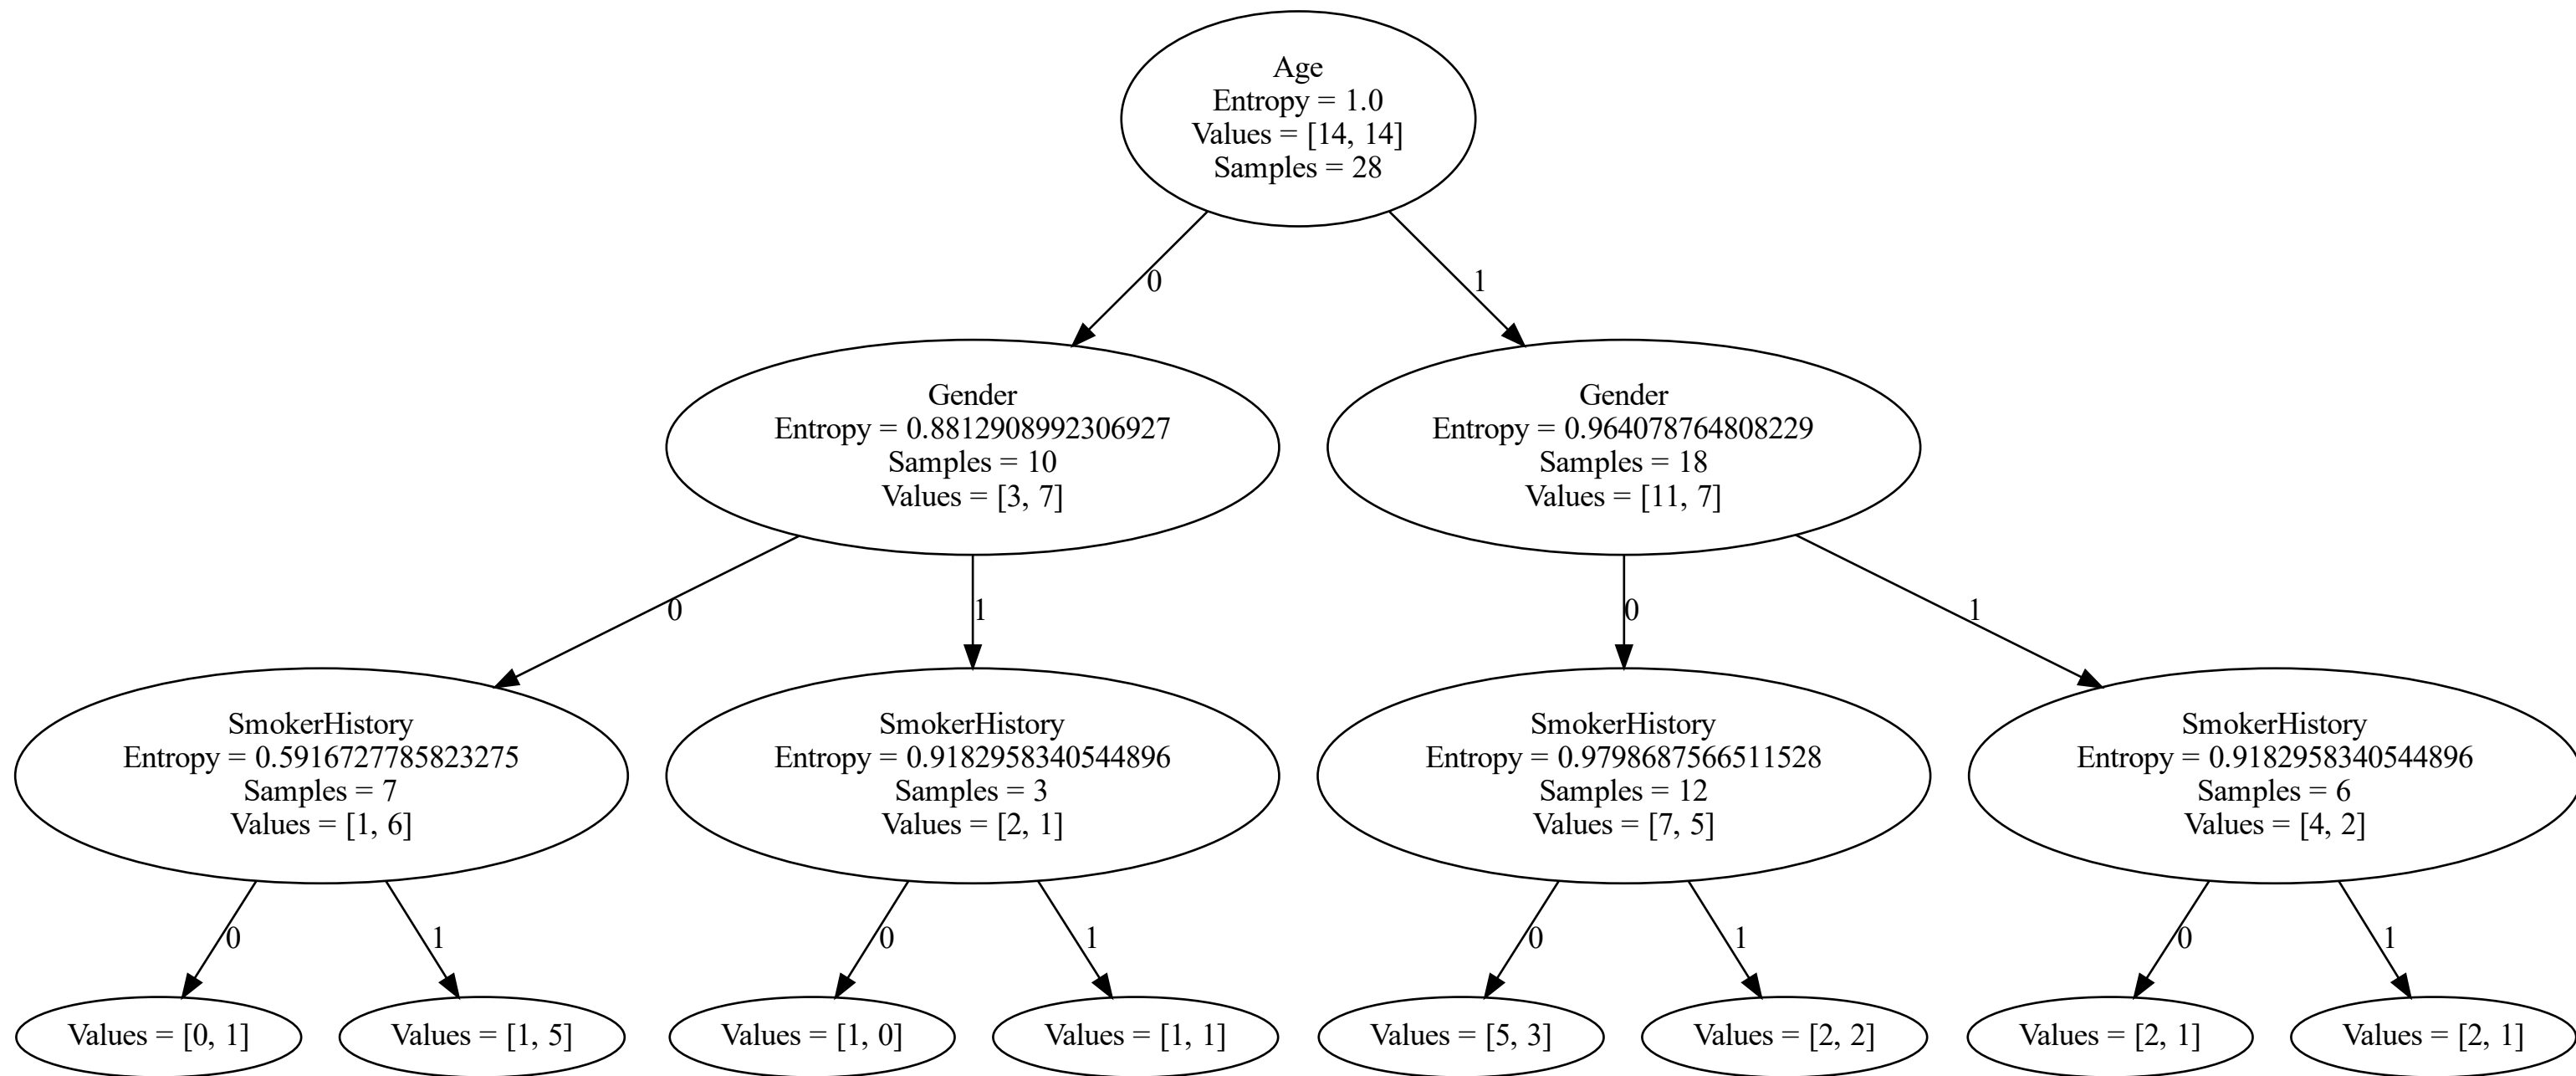 Age
Entropy = 1.0
Values = [14, 14]
Samples = 28
0
1
Gender
Entropy = 0.8812908992306927
Samples = 10
Values = [3, 7]
Gender
Entropy = 0.964078764808229
Samples = 18
Values = [11, 7]
0
1
0
1
SmokerHistory
Entropy = 0.5916727785823275
Samples = 7
Values = [1, 6]
SmokerHistory
Entropy = 0.9182958340544896
Samples = 3
Values = [2, 1]
SmokerHistory
Entropy = 0.9798687566511528
Samples = 12
Values = [7, 5]
SmokerHistory
Entropy = 0.9182958340544896
Samples = 6
Values = [4, 2]
0
1
0
1
0
1
0
1
Values = [0, 1]
Values = [1, 5]
Values = [1, 0]
Values = [1, 1]
Values = [5, 3]
Values = [2, 2]
Values = [2, 1]
Values = [2, 1]